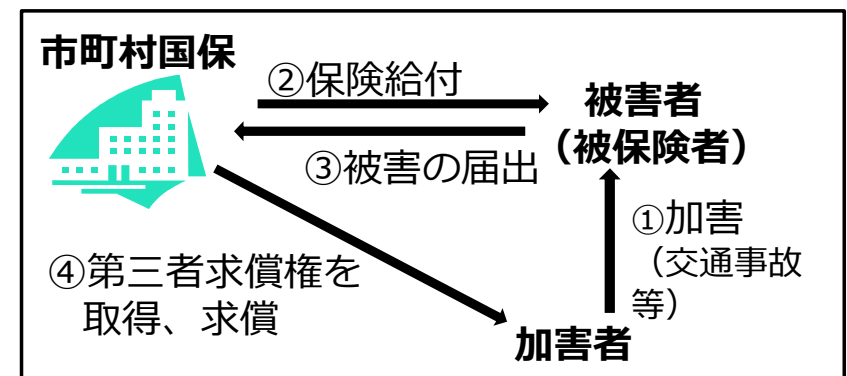 市町村国保
②保険給付
被害者
（被保険者）
③被害の届出
①加害
（交通事故
等）
④第三者求償権を
取得、求償
加害者